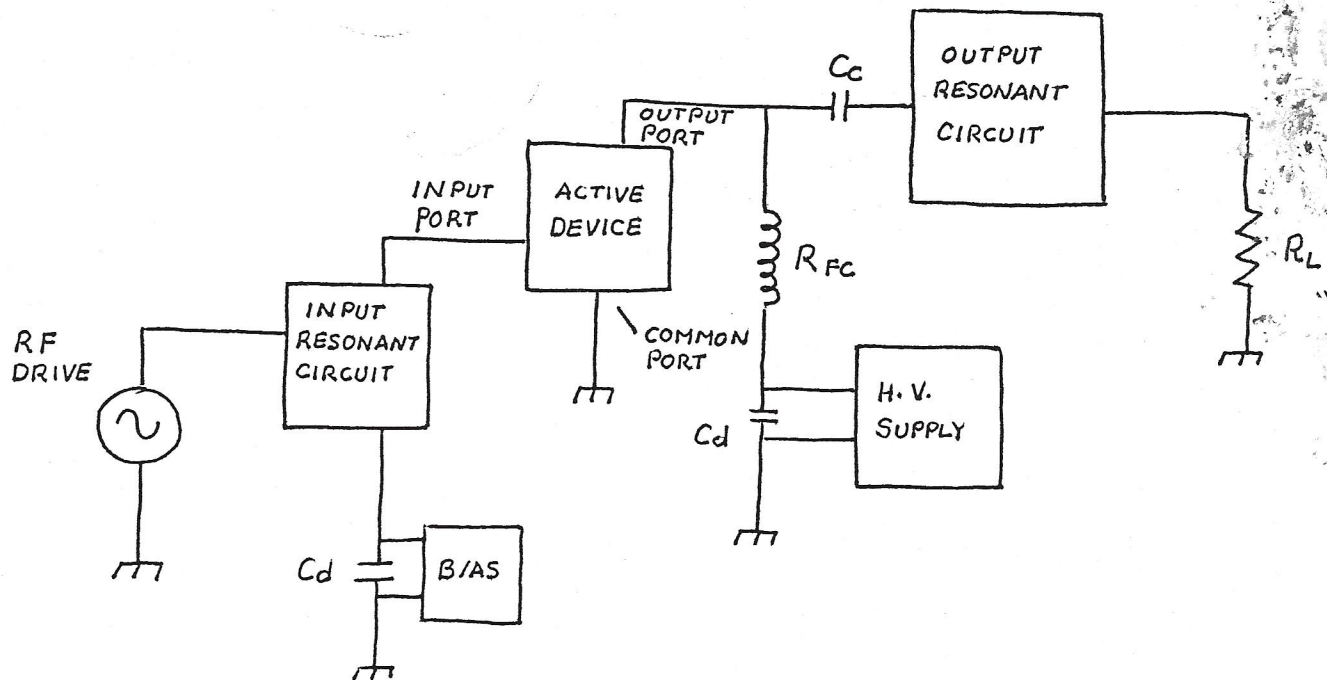 OUTPUT
RESONANT
CIRCUIT
Cc
OUTPUT
PORT
INPUT
PORT
ACTIVE
DEVICE
RFC
RL
INPUT
RESONANT
CIRCUIT
COMMON
PORT
RF
DRIVE
H.V.
SUPPLY
Cd
Cd
BIAS